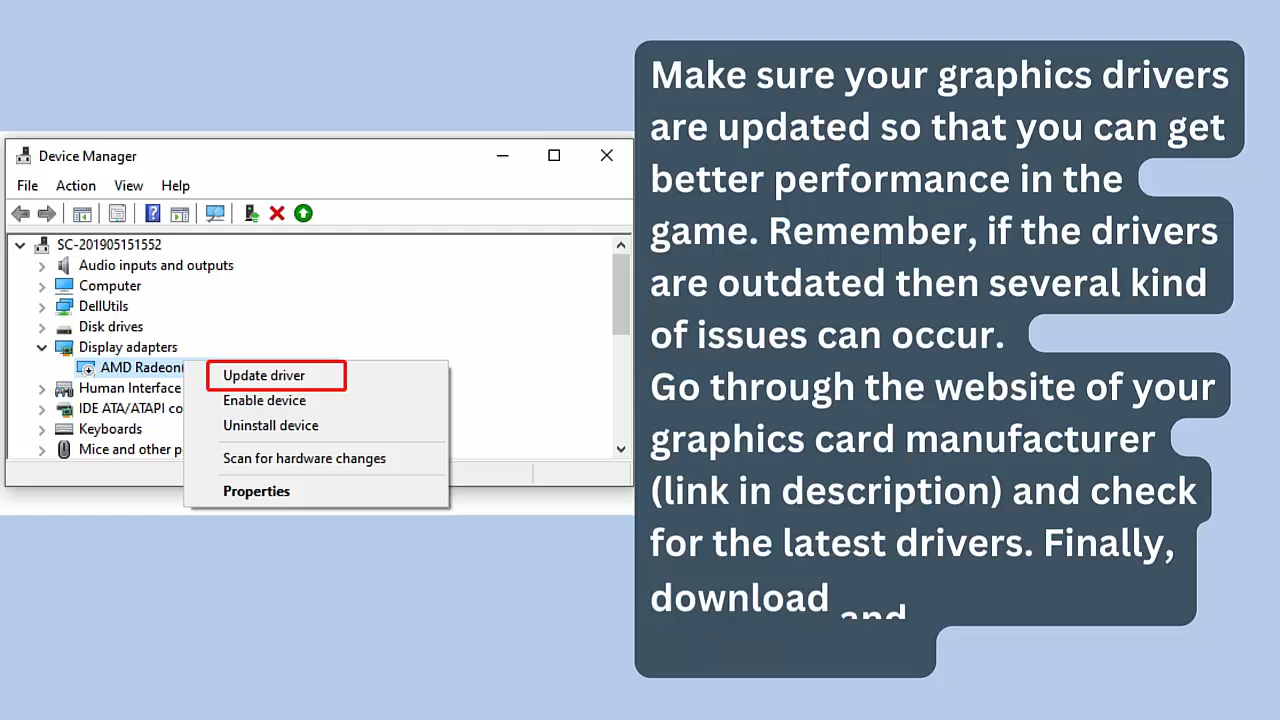 Device Manager
File Action View Help
SC-201905151552
Audio inputs and outputs
Computer
DellUtils
Disk drives
Display adapters
AMD Radeon(
Human Interface
IDE ATA/ATAPI co
Keyboards
Mice and other p
Update driver
Enable device
Uninstall device
Scan for hardware changes
Properties
Make sure your graphics drivers
are updated so that you can get
better performance in the
game. Remember, if the drivers
are outdated then several kind
of issues can occur.
Go through the website of your
graphics card manufacturer
(link in description) and check
for the latest drivers. Finally,
download and